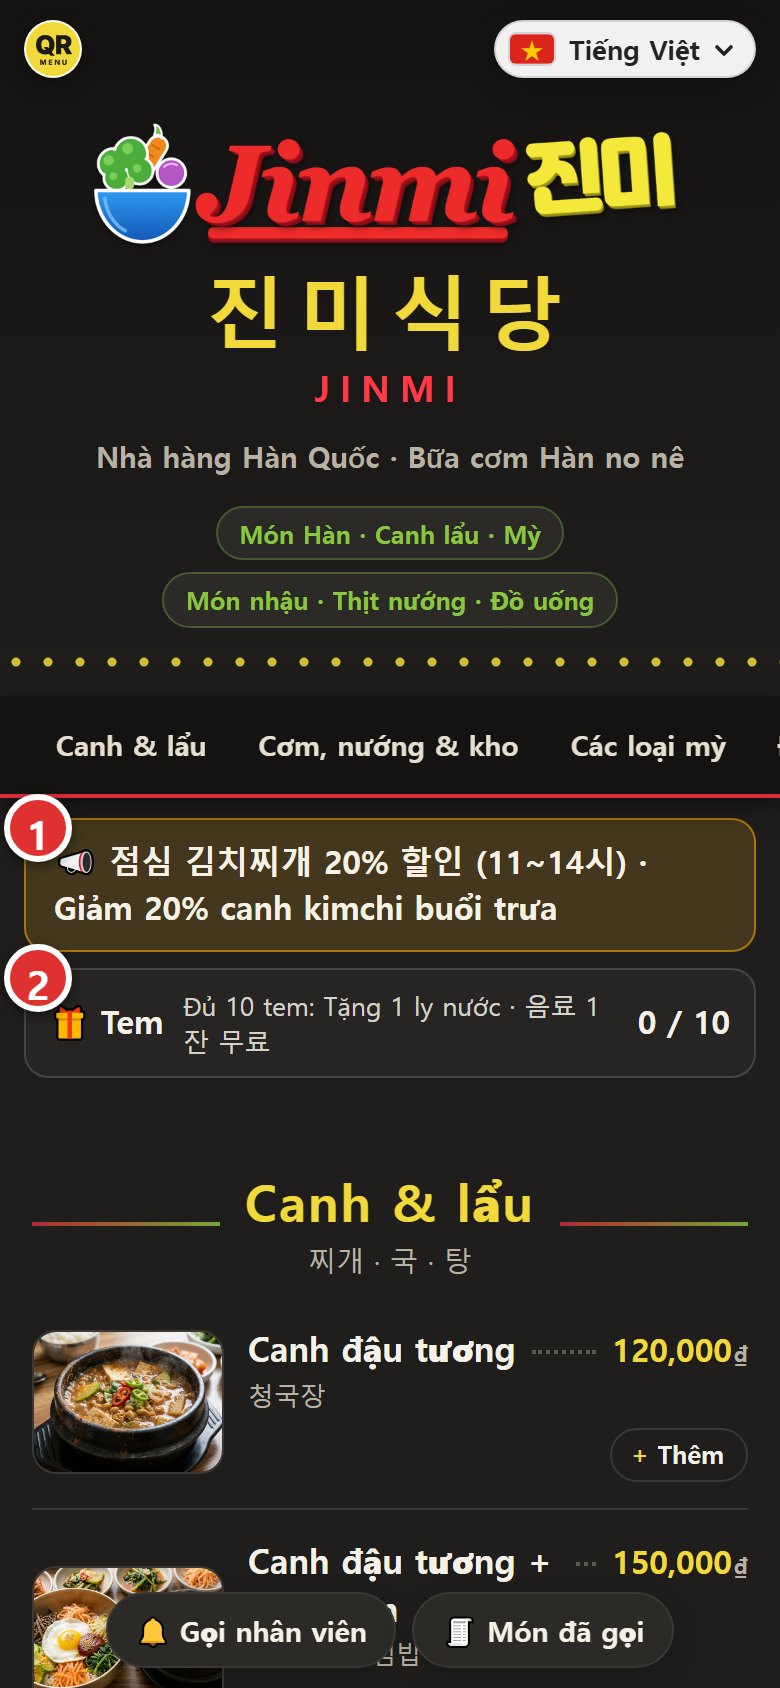 QR
MENU
Tiếng Việt
Jinmi 진미
진미식당
JINMI
Nhà hàng Hàn Quốc · Bữa cơm Hàn no nê
Món Hàn · Canh lẩu · Mỳ
Món nhậu · Thịt nướng · Đồ uống
Canh & lẩu Cơm, nướng & kho Các loại mỳ
1
점심 김치찌개 20% 할인 (11~14시) ·
Giảm 20% canh kimchi buổi trưa
2
Tem
Đủ 10 tem: Tặng 1 ly nước · 음료 1
잔 무료
0 / 10
Canh & lẩu
찌개 · 국 · 탕
Canh đậu tương 120,000₫
청국장
+ Thêm
Canh đậu tương + 150,000₫
Gọi nhân viên
Món đã gọi